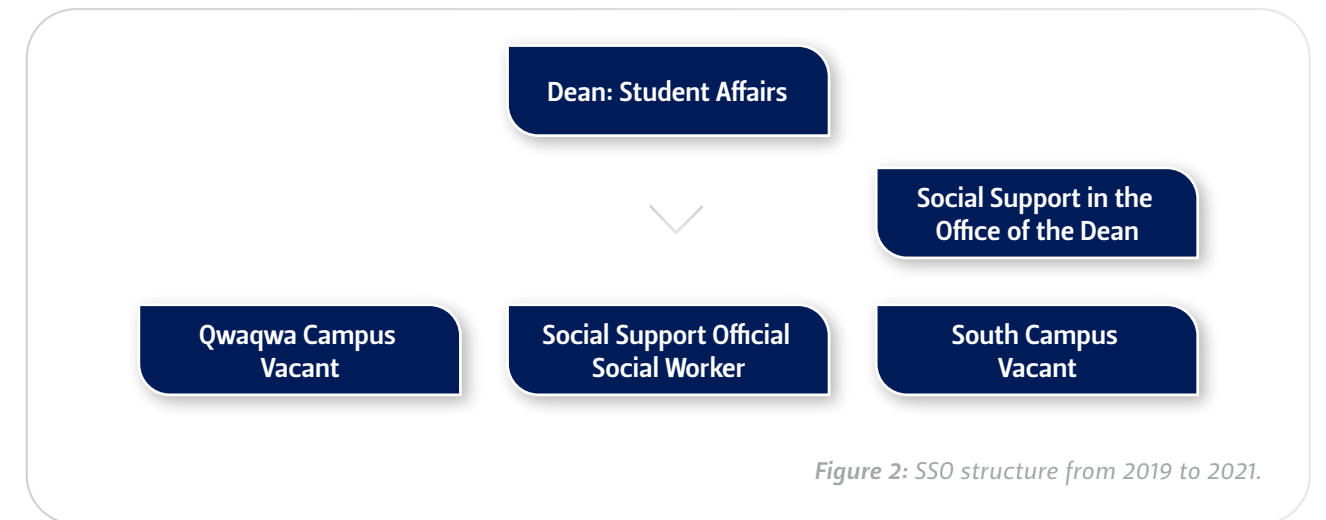 Dean: Student Affairs
Social Support in the
Office of the Dean
Qwaqwa Campus
Vacant
Social Support Official
Social Worker
South Campus
Vacant
Figure 2: SSO structure from 2019 to 2021.